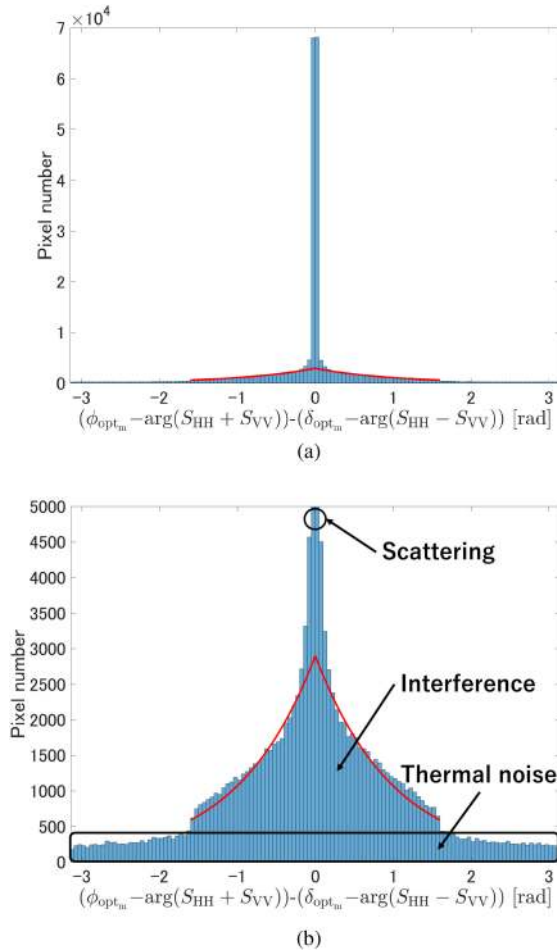 ×10⁴
7
6
5
4
3
2
1
0
Pixel number
-3 -2 -1 0 1 2 3
(ϕ_opt_m −arg(S_HH + S_VV))-(δ_opt_m −arg(S_HH − S_VV)) [rad]
(a)
5000
4500
4000
3500
3000
2500
2000
1500
1000
500
0
Pixel number
Scattering
Interference
Thermal noise
-3 -2 -1 0 1 2 3
(ϕ_opt_m −arg(S_HH + S_VV))-(δ_opt_m −arg(S_HH − S_VV)) [rad]
(b)